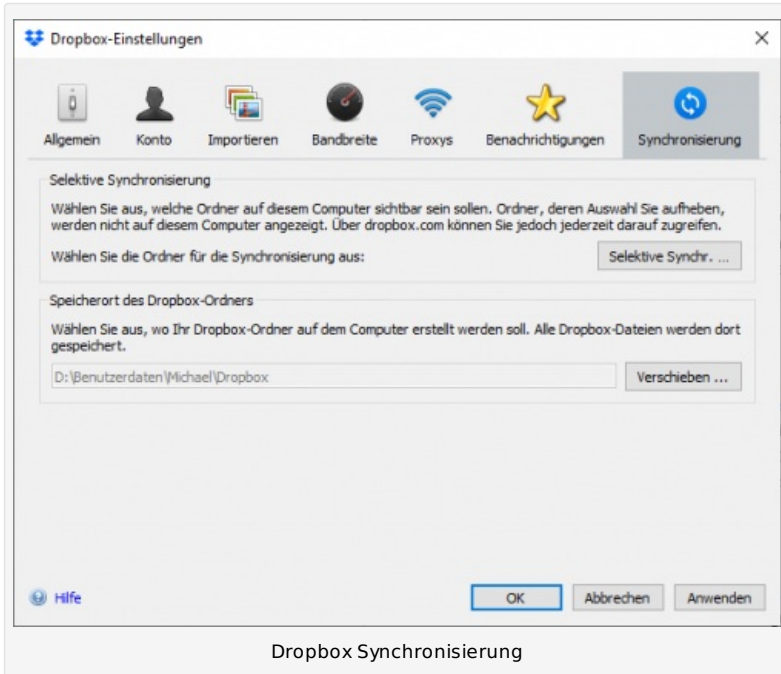 Dropbox-Einstellungen
Allgemein
Konto
Importieren
Bandbreite
Proxys
Benachrichtigungen
Synchronisierung
Selektive Synchronisierung
Wählen Sie aus, welche Ordner auf diesem Computer sichtbar sein sollen. Ordner, deren Auswahl Sie aufheben,
werden nicht auf diesem Computer angezeigt. Über dropbox.com können Sie jedoch jederzeit darauf zugreifen.
Wählen Sie die Ordner für die Synchronisierung aus:
Selektive Synchr. ...
Speicherort des Dropbox-Ordners
Wählen Sie aus, wo Ihr Dropbox-Ordner auf dem Computer erstellt werden soll. Alle Dropbox-Dateien werden dort
gespeichert.
D:\Benutzerdaten\Michael\Dropbox
Verschieben ...
Hilfe
OK
Abbrechen
Anwenden
Dropbox Synchronisierung